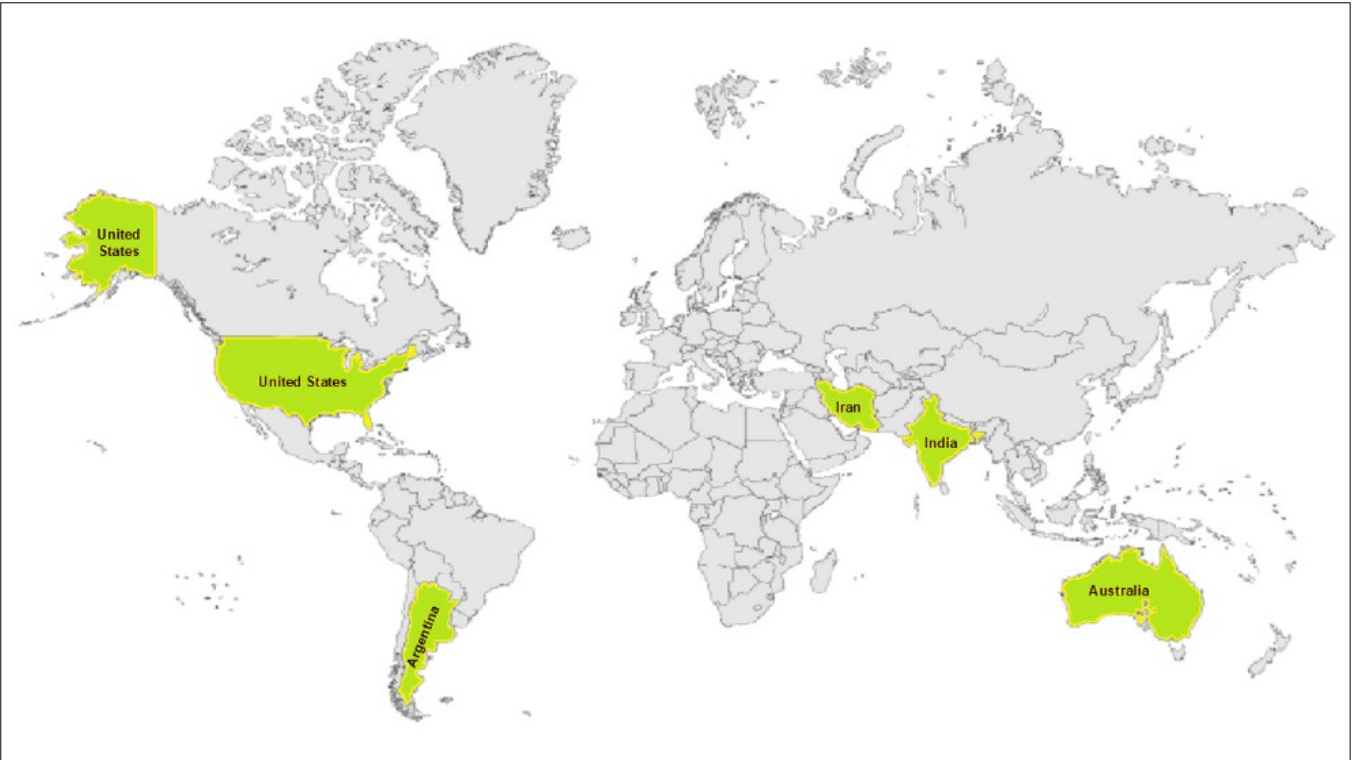 United
States
United States
Iran
India
Australia
Argentina